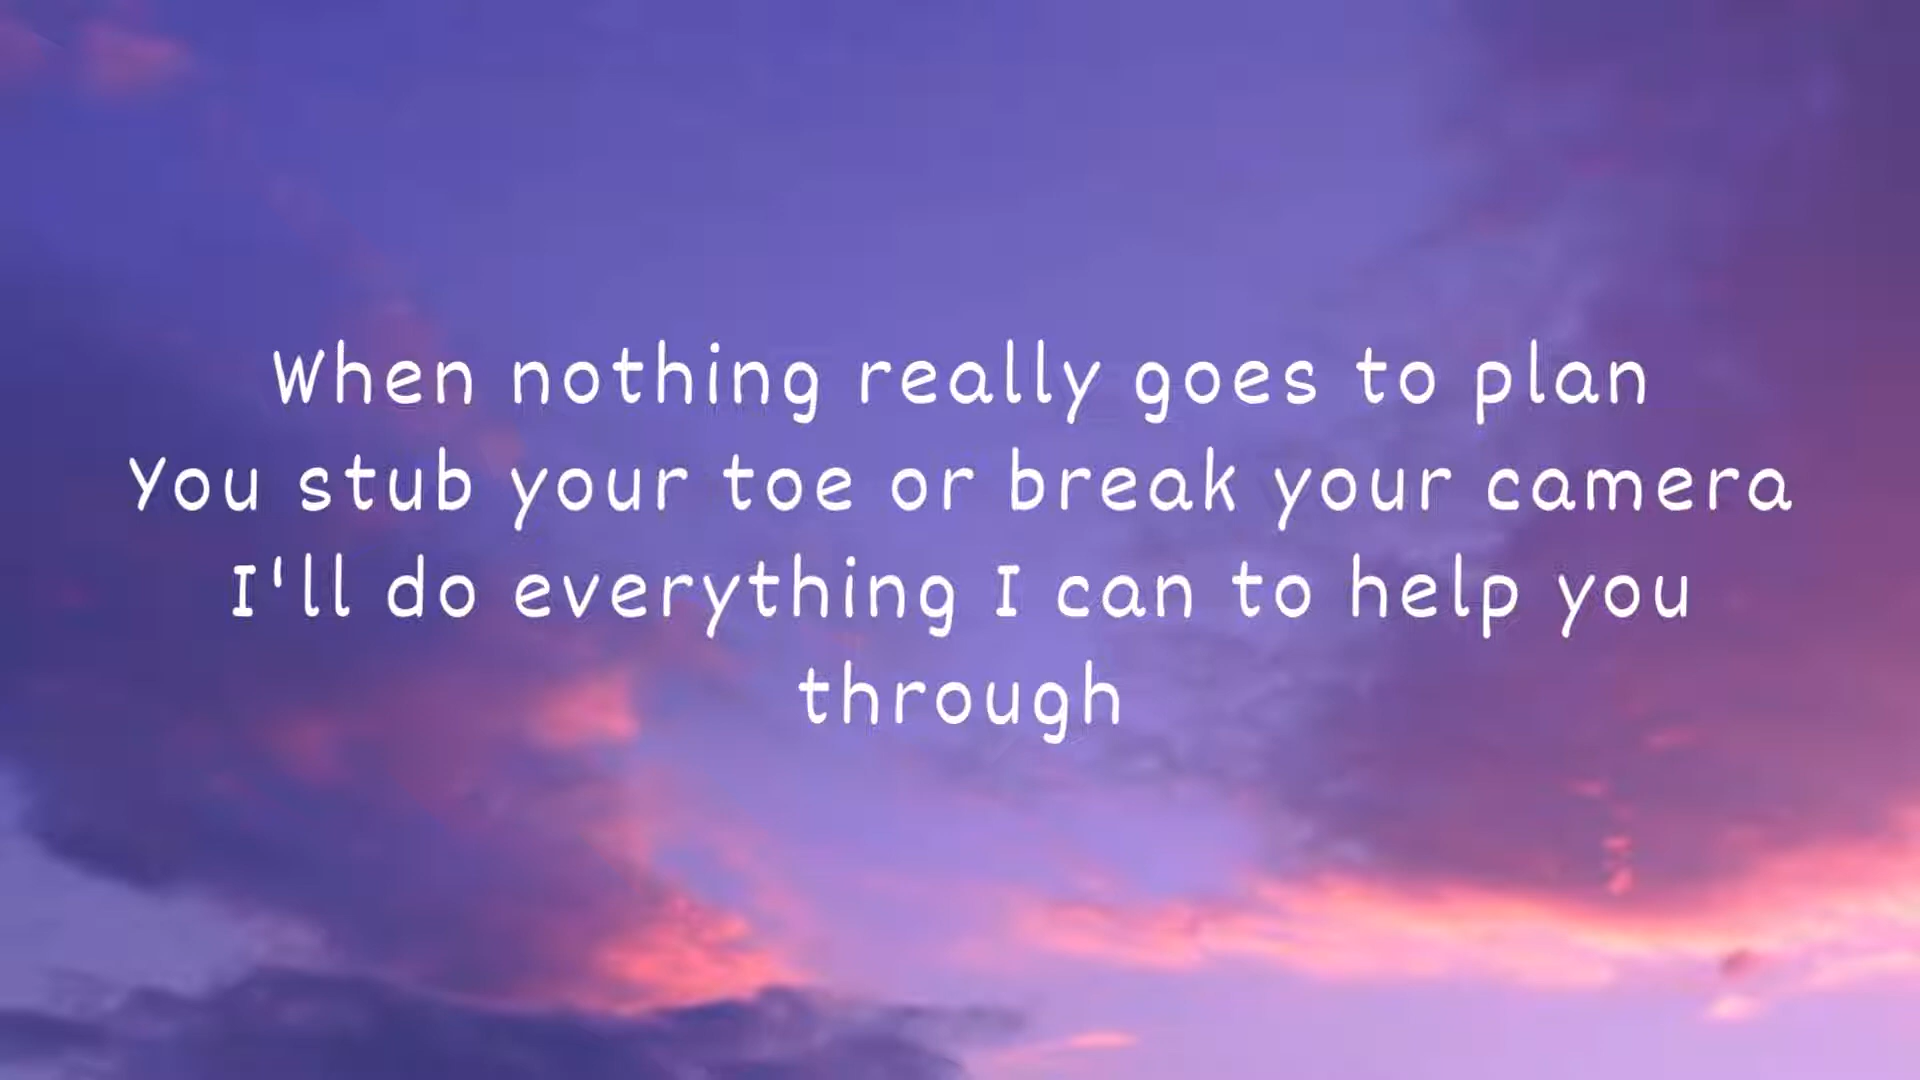 When nothing really goes to plan
You stub your toe or break your camera
I'll do everything I can to help you
through